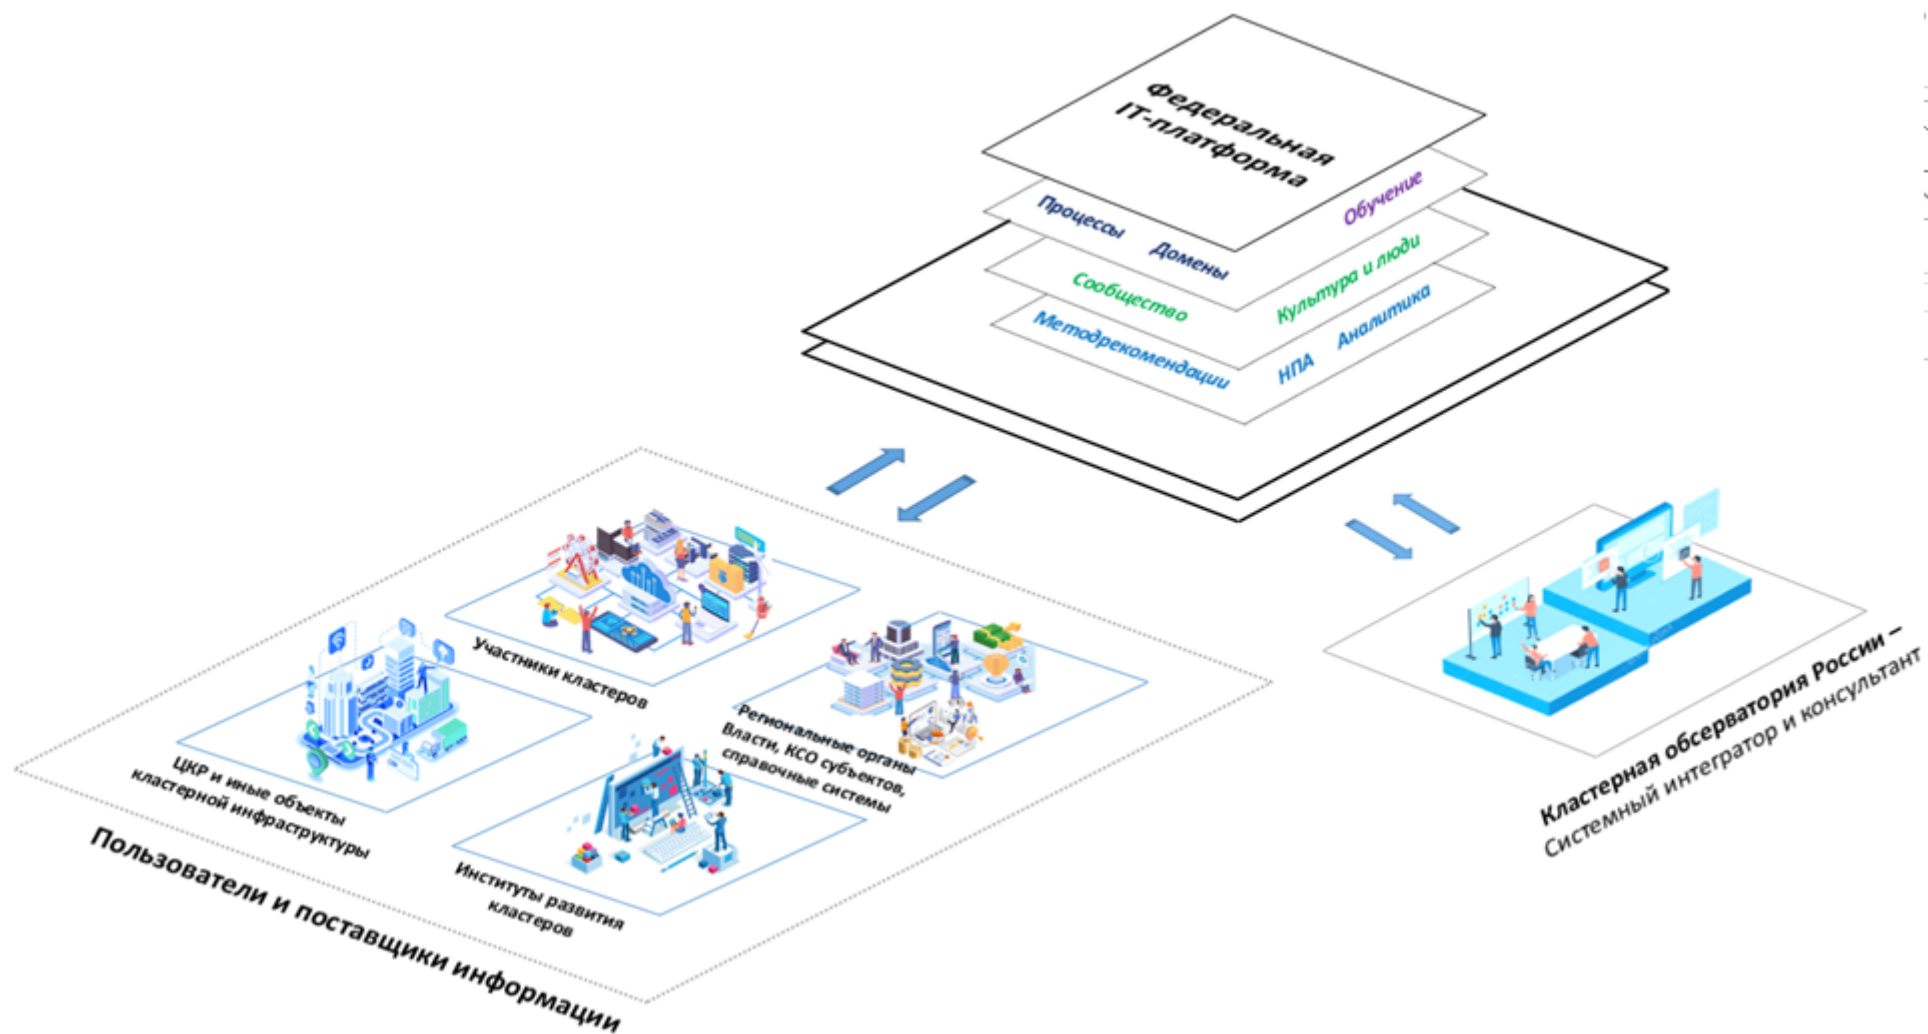 Федеральная
IT-платформа
Процессы
Домены
Обучение
Сообщество
Культура и люди
Методрекомендации
НПА
Аналитика
Участники кластеров
ЦКР и иные объекты
кластерной инфраструктуры
Региональные органы
Власти, КСО субъектов,
справочные системы
Институты развития
кластеров
Пользователи и поставщики информации
Кластерная обсерватория России –
Системный интегратор и консультант